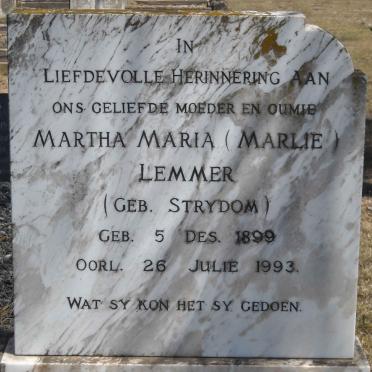 IN
LIEFDEVOLLE HERINNERING AAN
ONS GELIEFDE MOEDER EN OUMIE
MARTHA MARIA (MARLIE)
LEMMER
(GEB. STRYDOM)
GEB. 5 DES. 1899
OORL. 26 JULIE 1993.
WAT SY KON HET SY GEDOEN.